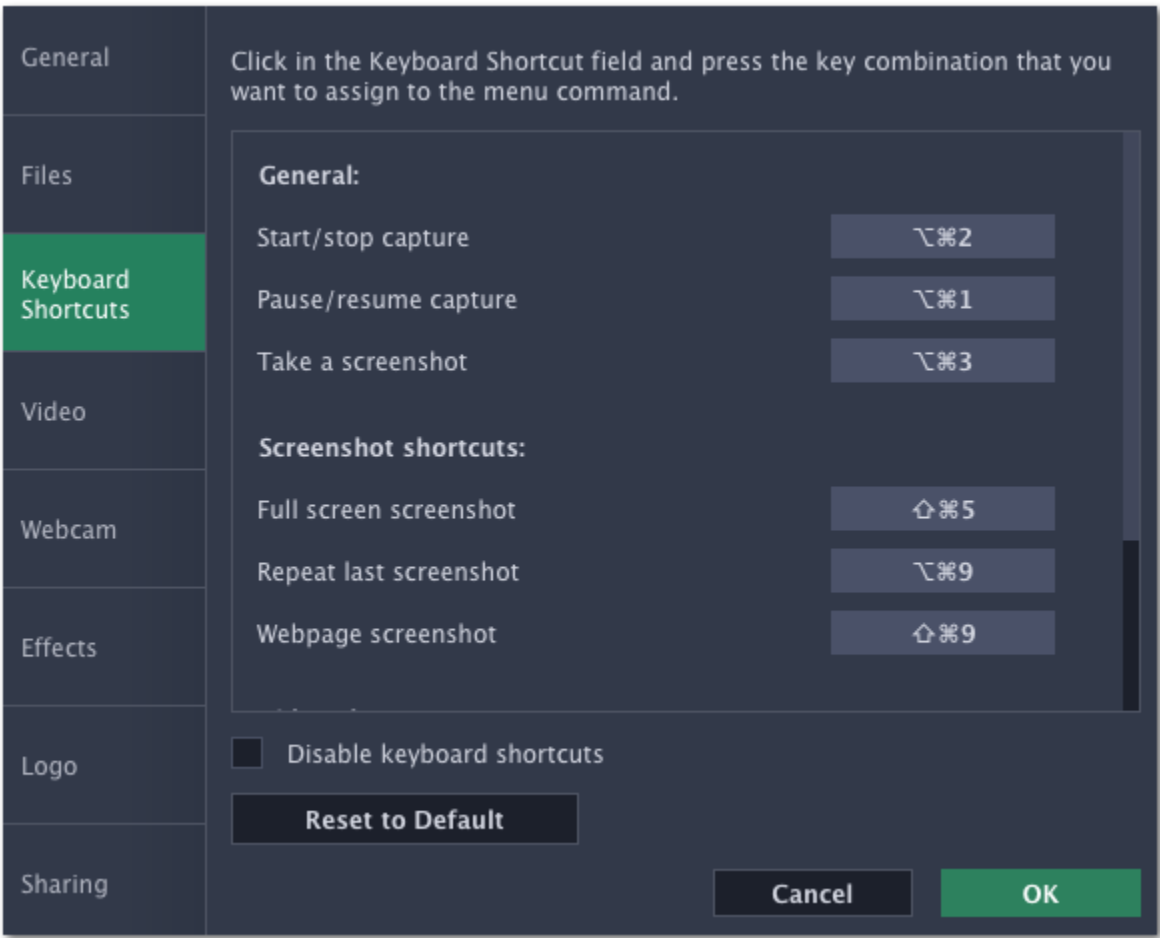 General
Files
Keyboard
Shortcuts
Video
Webcam
Effects
Logo
Sharing
Click in the Keyboard Shortcut field and press the key combination that you
want to assign to the menu command.
General:
Start/stop capture ⌥⌘2
Pause/resume capture ⌥⌘1
Take a screenshot ⌥⌘3
Screenshot shortcuts:
Full screen screenshot ⇧⌘5
Repeat last screenshot ⌥⌘9
Webpage screenshot ⇧⌘9
Disable keyboard shortcuts
Reset to Default
Cancel OK